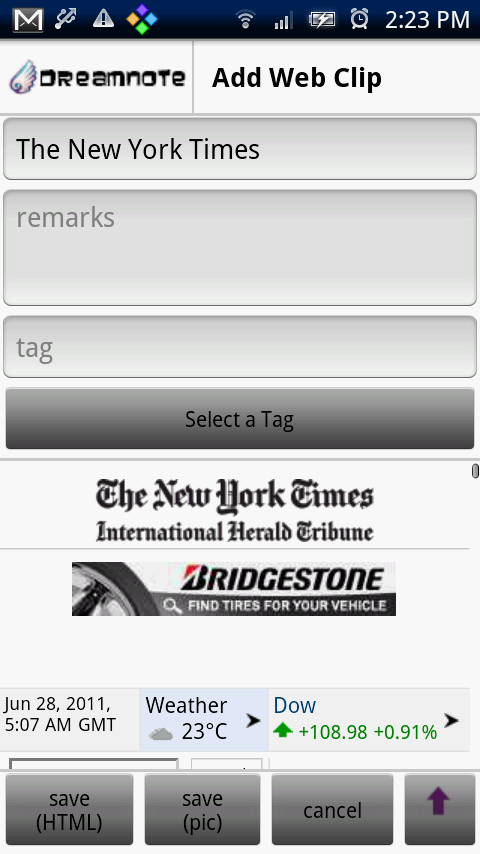 2:23 PM
Dreamnote
Add Web Clip
The New York Times
remarks
tag
Select a Tag
The New York Times
International Herald Tribune
BRIDGESTONE
FIND TIRES FOR YOUR VEHICLE
Jun 28, 2011,
5:07 AM GMT
Weather
23°C
Dow
+108.98 +0.91%
save
(HTML)
save
(pic)
cancel